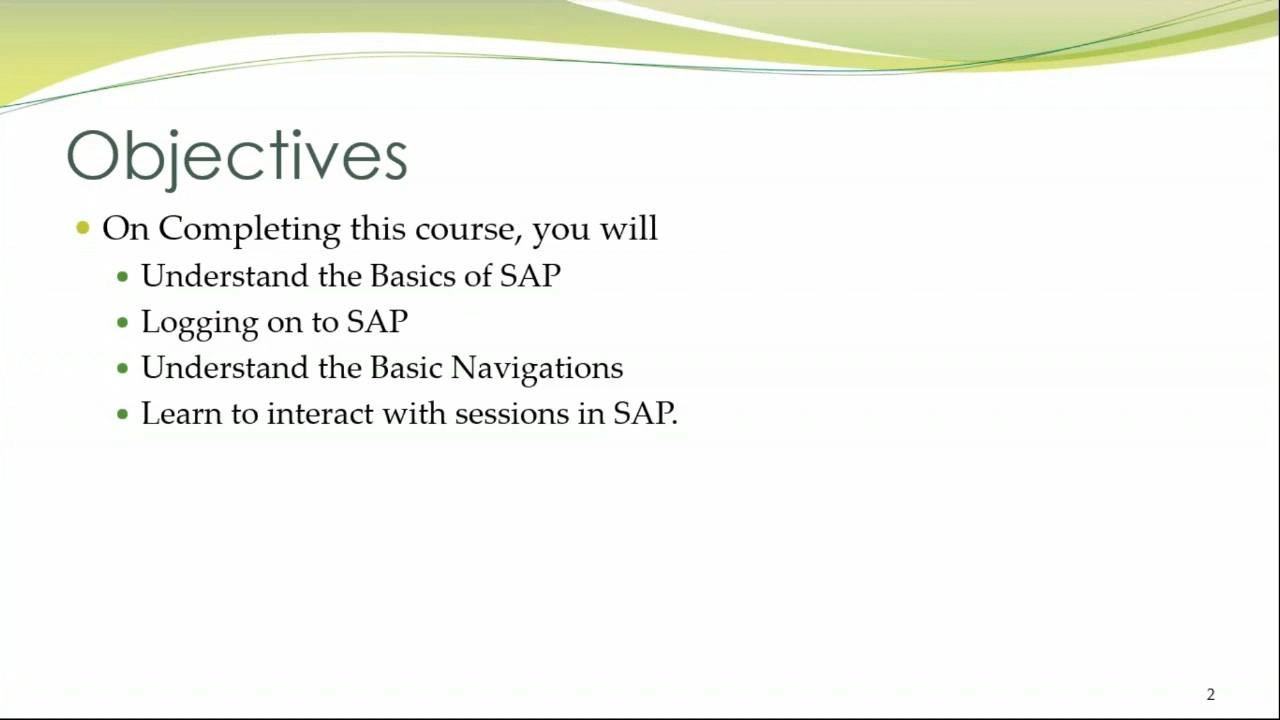 Objectives
On Completing this course, you will
Understand the Basics of SAP
Logging on to SAP
Understand the Basic Navigations
Learn to interact with sessions in SAP.
2